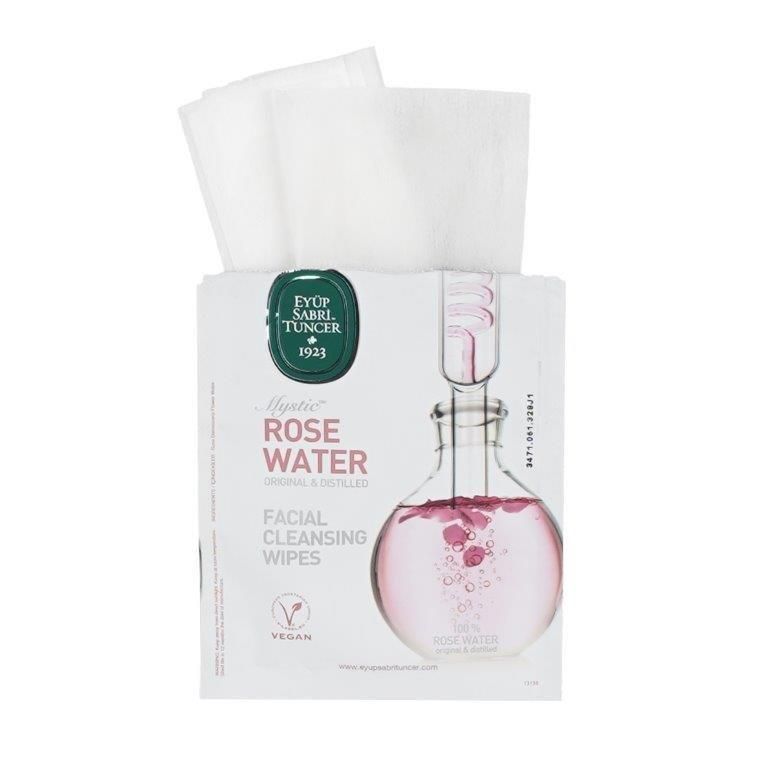 EYÜP
SABRİ
TUNCER
1923
Mystic™
ROSE
WATER
ORIGINAL & DISTILLED
FACIAL
CLEANSING
WIPES
VEGAN
100 %
ROSE WATER
original & distilled
www.eyupsabrituncer.com
3471.061.329J1